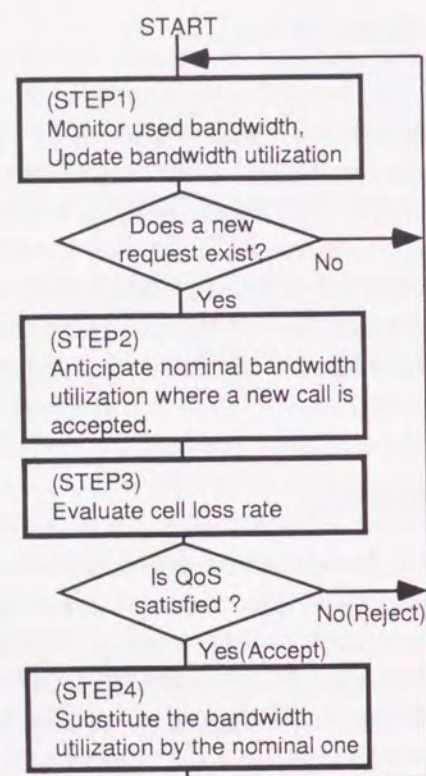 START
(STEP1)
Monitor used bandwidth,
Update bandwidth utilization
Does a new
request exist?
No
Yes
(STEP2)
Anticipate nominal bandwidth
utilization where a new call is
accepted.
(STEP3)
Evaluate cell loss rate
Is QoS
satisfied ?
No(Reject)
Yes(Accept)
(STEP4)
Substitute the bandwidth
utilization by the nominal one